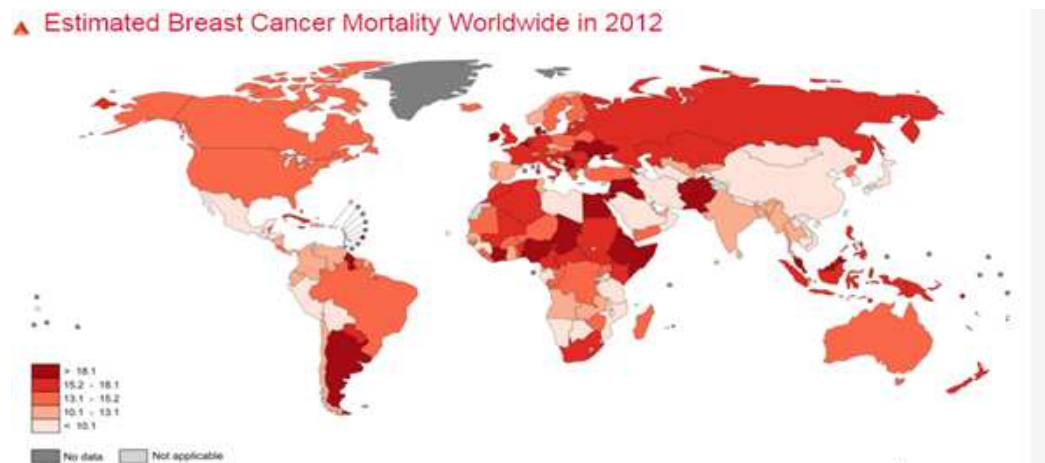 Estimated Breast Cancer Mortality Worldwide in 2012
> 18.1
15.2 - 18.1
13.1 - 15.2
10.1 - 13.1
< 10.1
No data
Not applicable